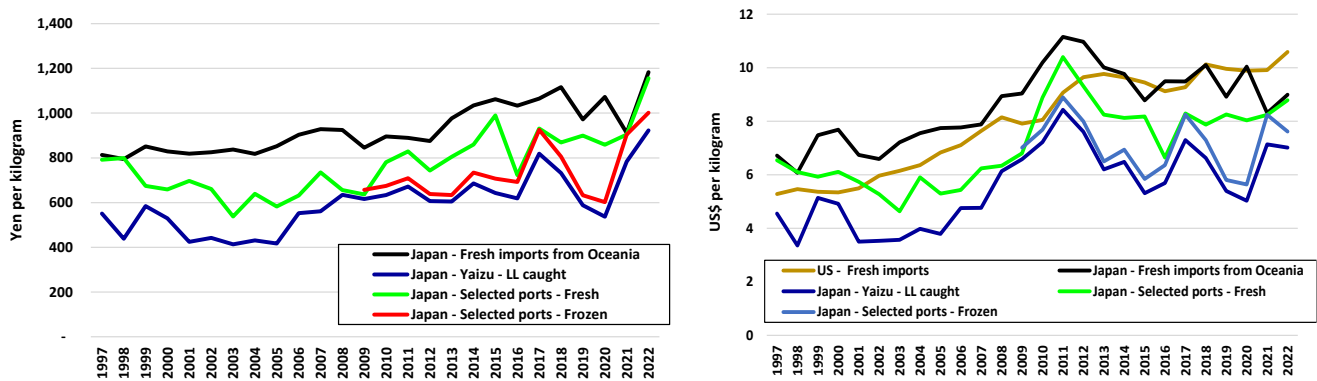 1,400
1,200
1,000
800
600
400
200
-
Yen per kilogram
Japan - Fresh imports from Oceania
Japan - Yaizu - LL caught
Japan - Selected ports - Fresh
Japan - Selected ports - Frozen
1997 1998 1999 2000 2001 2002 2003 2004 2005 2006 2007 2008 2009 2010 2011 2012 2013 2014 2015 2016 2017 2018 2019 2020 2021 2022
12
10
8
6
4
2
0
US$ per kilogram
US - Fresh imports
Japan - Fresh imports from Oceania
Japan - Yaizu - LL caught
Japan - Selected ports - Fresh
Japan - Selected ports - Frozen
1997 1998 1999 2000 2001 2002 2003 2004 2005 2006 2007 2008 2009 2010 2011 2012 2013 2014 2015 2016 2017 2018 2019 2020 2021 2022